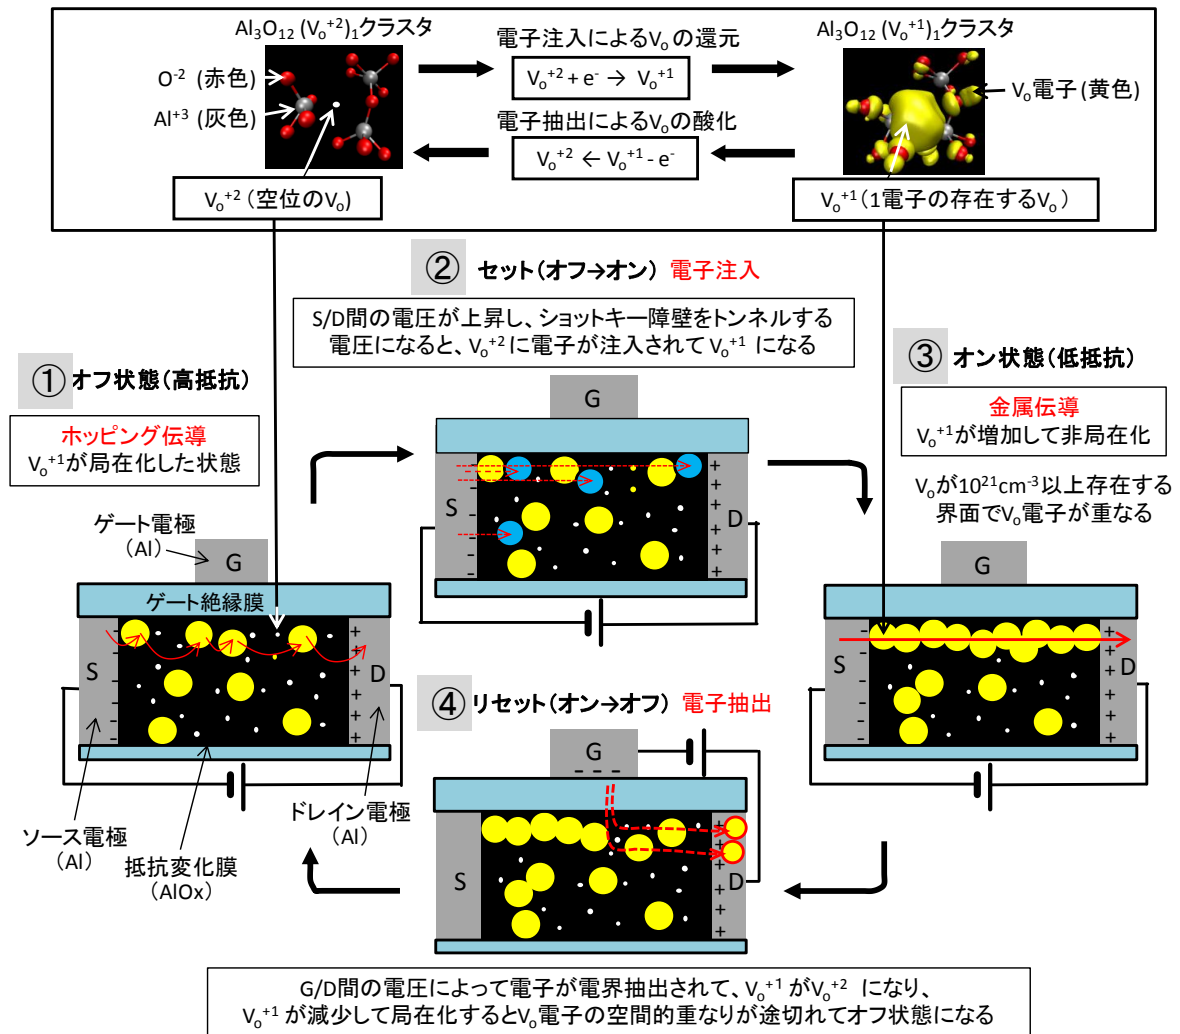 Al₃O₁₂ (Vₒ⁺²)₁クラスタ
電子注入によるVₒの還元
Al₃O₁₂ (Vₒ⁺¹)₁クラスタ
O⁻² (赤色)
Al⁺³ (灰色)
Vₒ⁺² + e⁻ → Vₒ⁺¹
Vₒ電子 (黄色)
電子抽出によるVₒの酸化
Vₒ⁺² ← Vₒ⁺¹ - e⁻
Vₒ⁺² (空位のVₒ)
Vₒ⁺¹ (1電子の存在するVₒ )
② セット(オフ→オン) 電子注入
S/D間の電圧が上昇し、ショットキー障壁をトンネルする
電圧になると、Vₒ⁺² に電子が注入されて Vₒ⁺¹ になる
① オフ状態(高抵抗)
ホッピング伝導
Vₒ⁺¹が局在化した状態
③ オン状態(低抵抗)
金属伝導
Vₒ⁺¹が増加して非局在化
Vₒが10²¹cm⁻³以上存在する
界面でVₒ電子が重なる
G
S
D
ゲート電極
(Al)
G
ゲート絶縁膜
S
D
ソース電極
(Al)
抵抗変化膜
(AlOx)
ドレイン電極
(Al)
G
S
D
④ リセット(オン→オフ) 電子抽出
G
S
D
G/D間の電圧によって電子が電界抽出されて、Vₒ⁺¹ がVₒ⁺² になり、
Vₒ⁺¹ が減少して局在化するとVₒ電子の空間的重なりが途切れてオフ状態になる